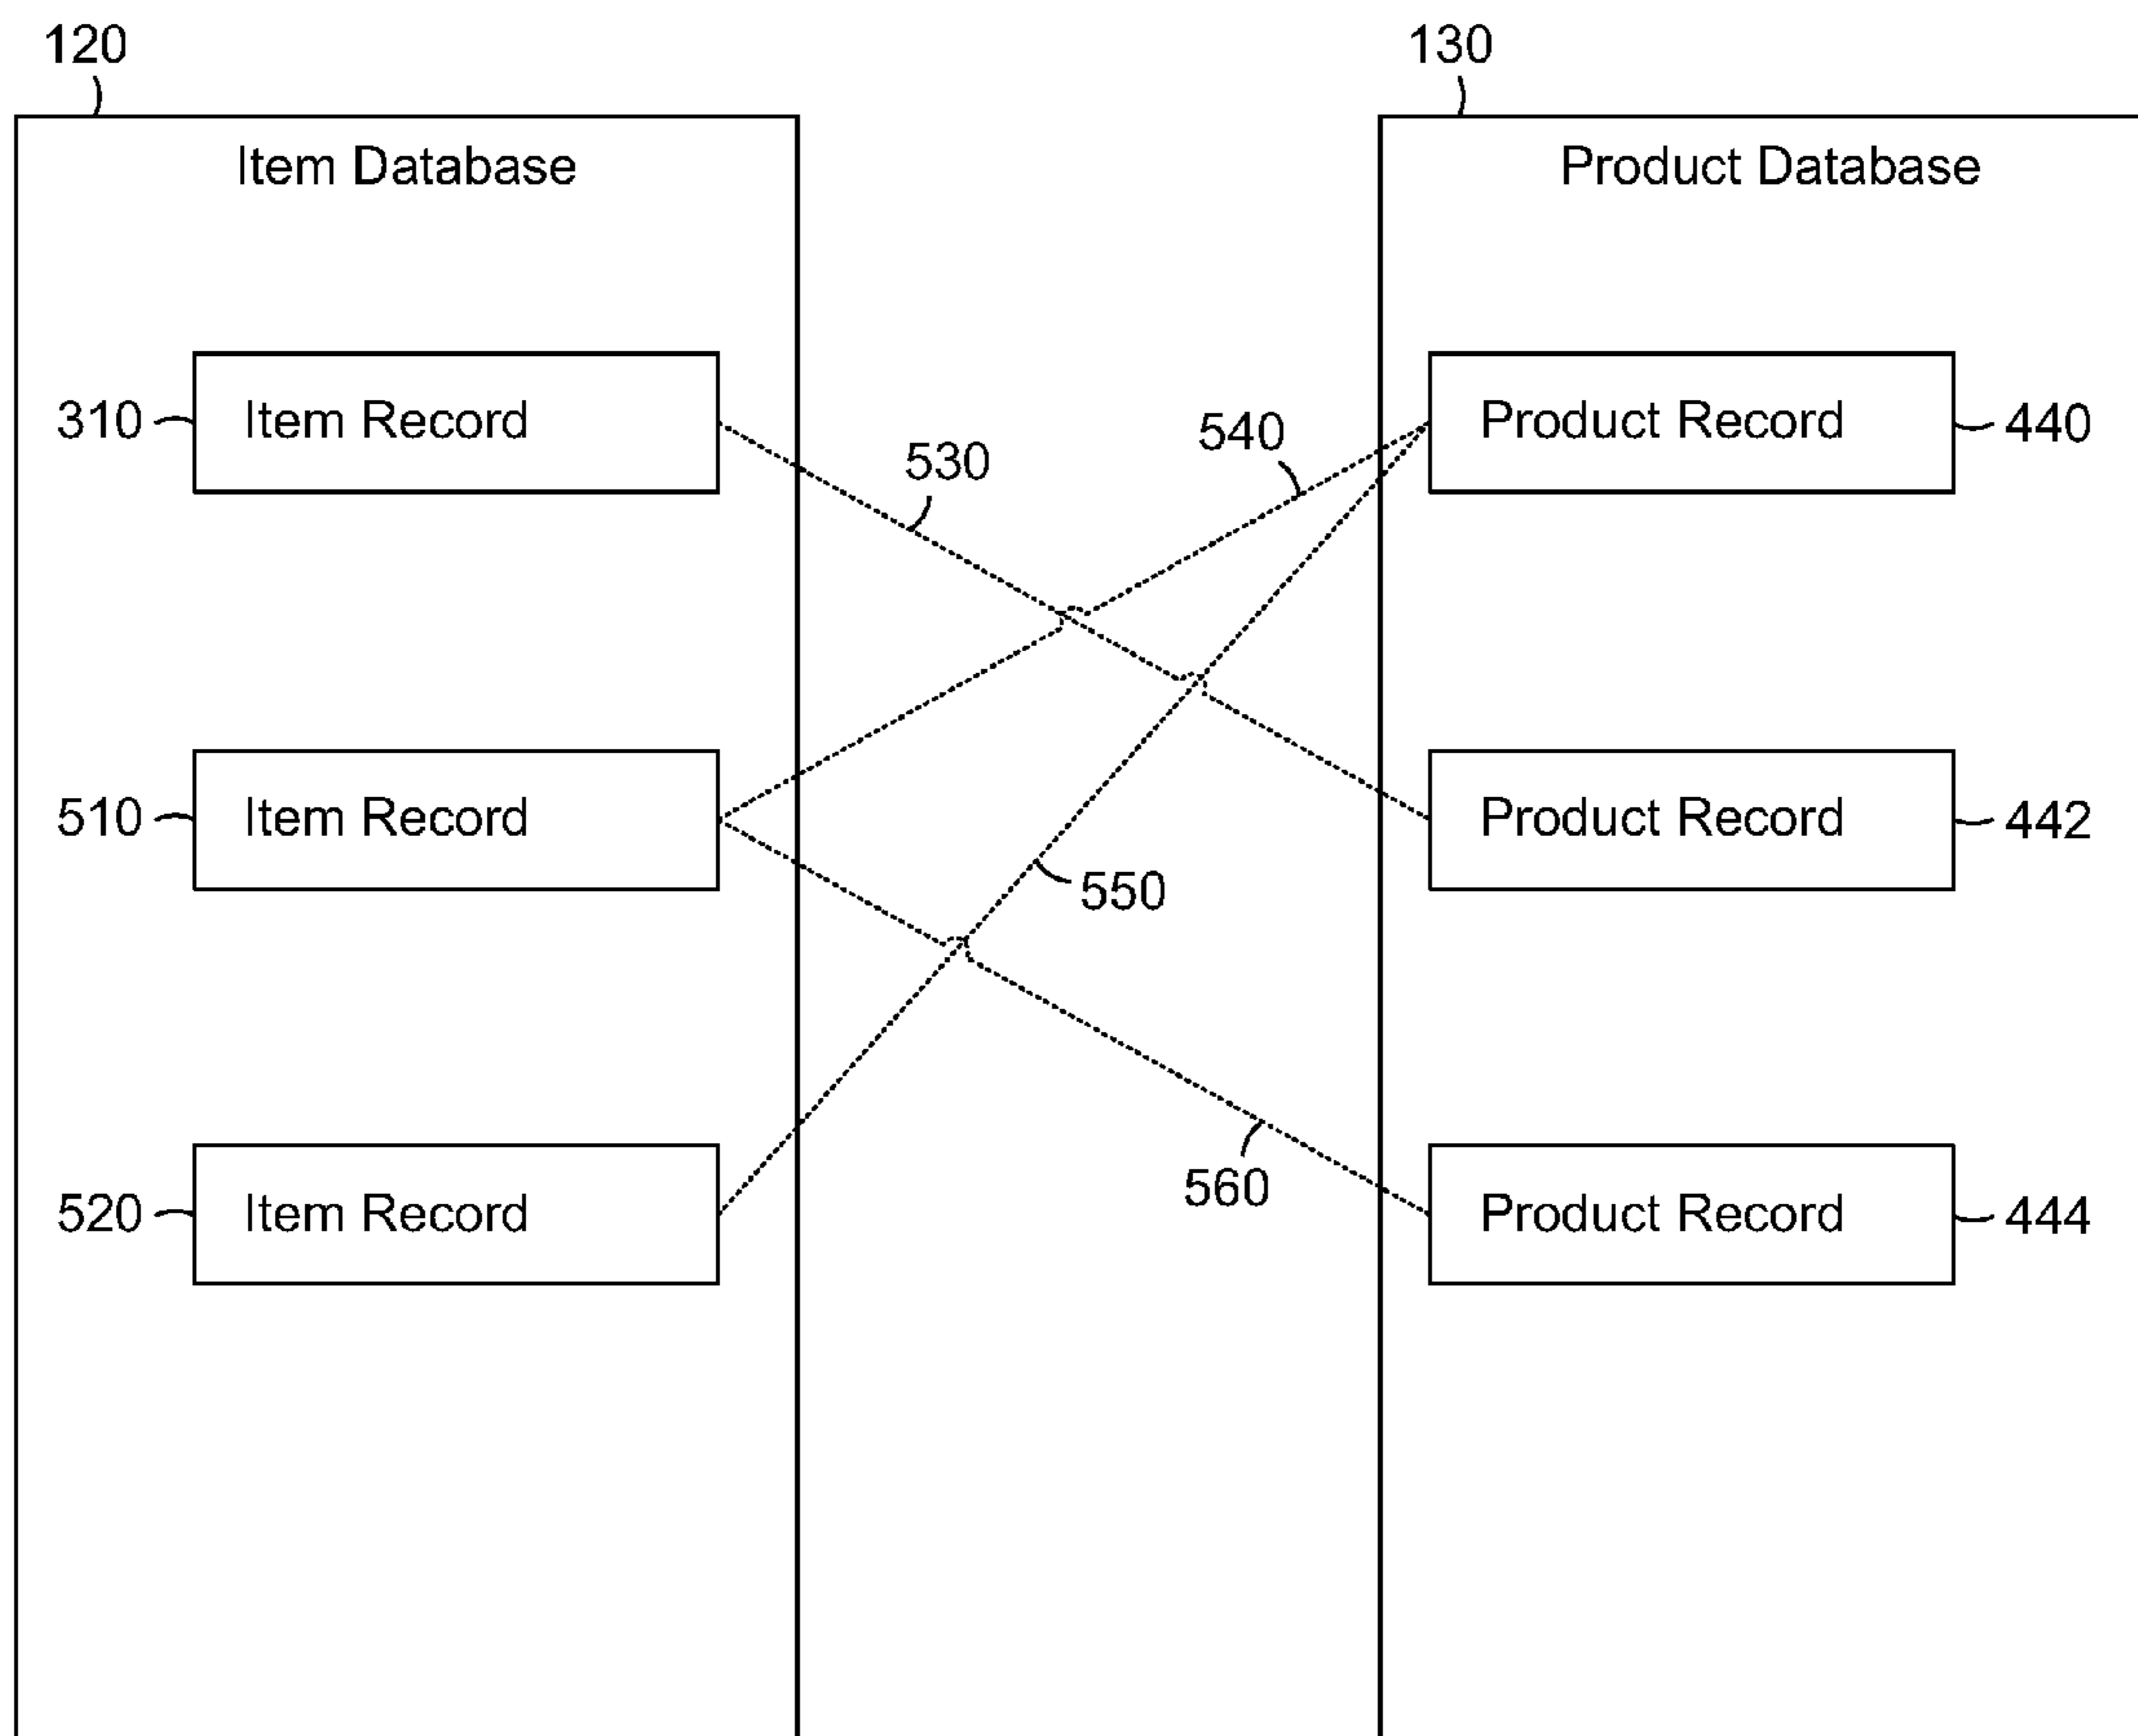 120
130
Item Database
Product Database
310
Item Record
530
540
Product Record
440
510
Item Record
550
Product Record
442
520
Item Record
560
Product Record
444